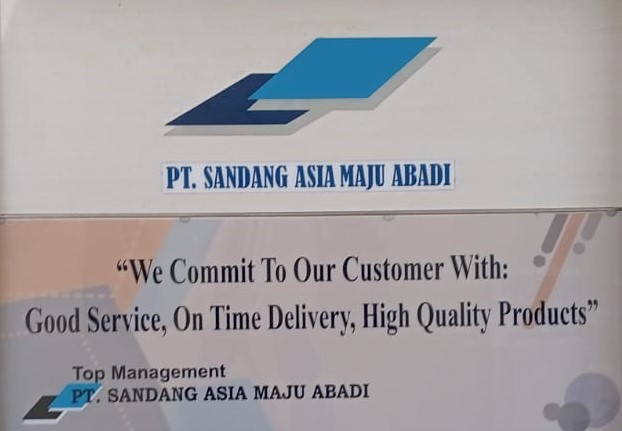 PT. SANDANG ASIA MAJU ABADI
“We Commit To Our Customer With:
Good Service, On Time Delivery, High Quality Products”
Top Management
PT. SANDANG ASIA MAJU ABADI